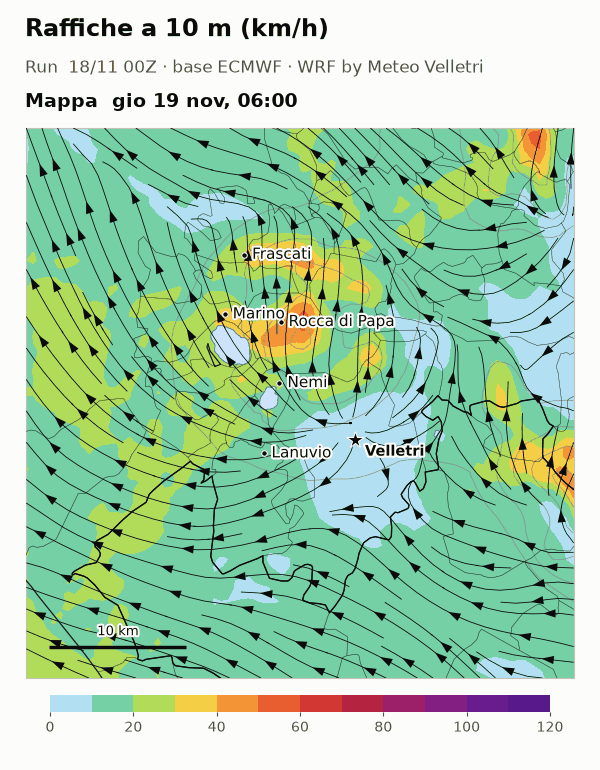 Raffiche a 10 m (km/h)
Run 18/11 00Z · base ECMWF · WRF by Meteo Velletri
Mappa gio 19 nov, 06:00
Frascati
Marino
Rocca di Papa
Nemi
Velletri
Lanuvio
10 km
0 20 40 60 80 100 120